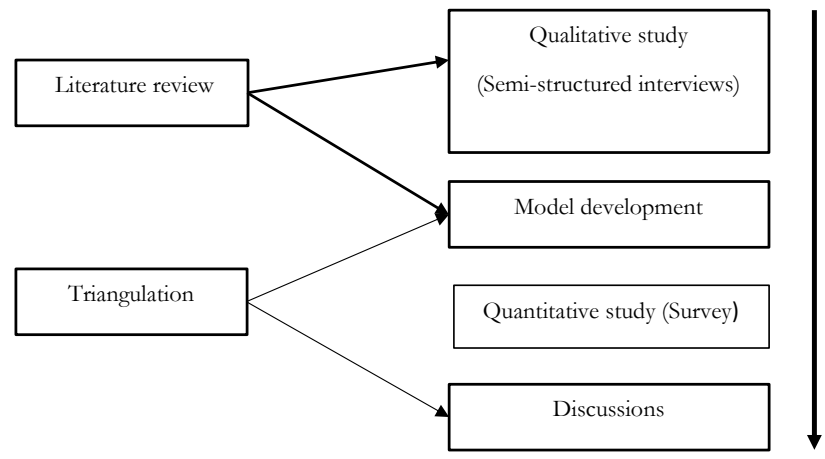 Qualitative study
(Semi-structured interviews)
Literature review
Model development
Triangulation
Quantitative study (Survey)
Discussions